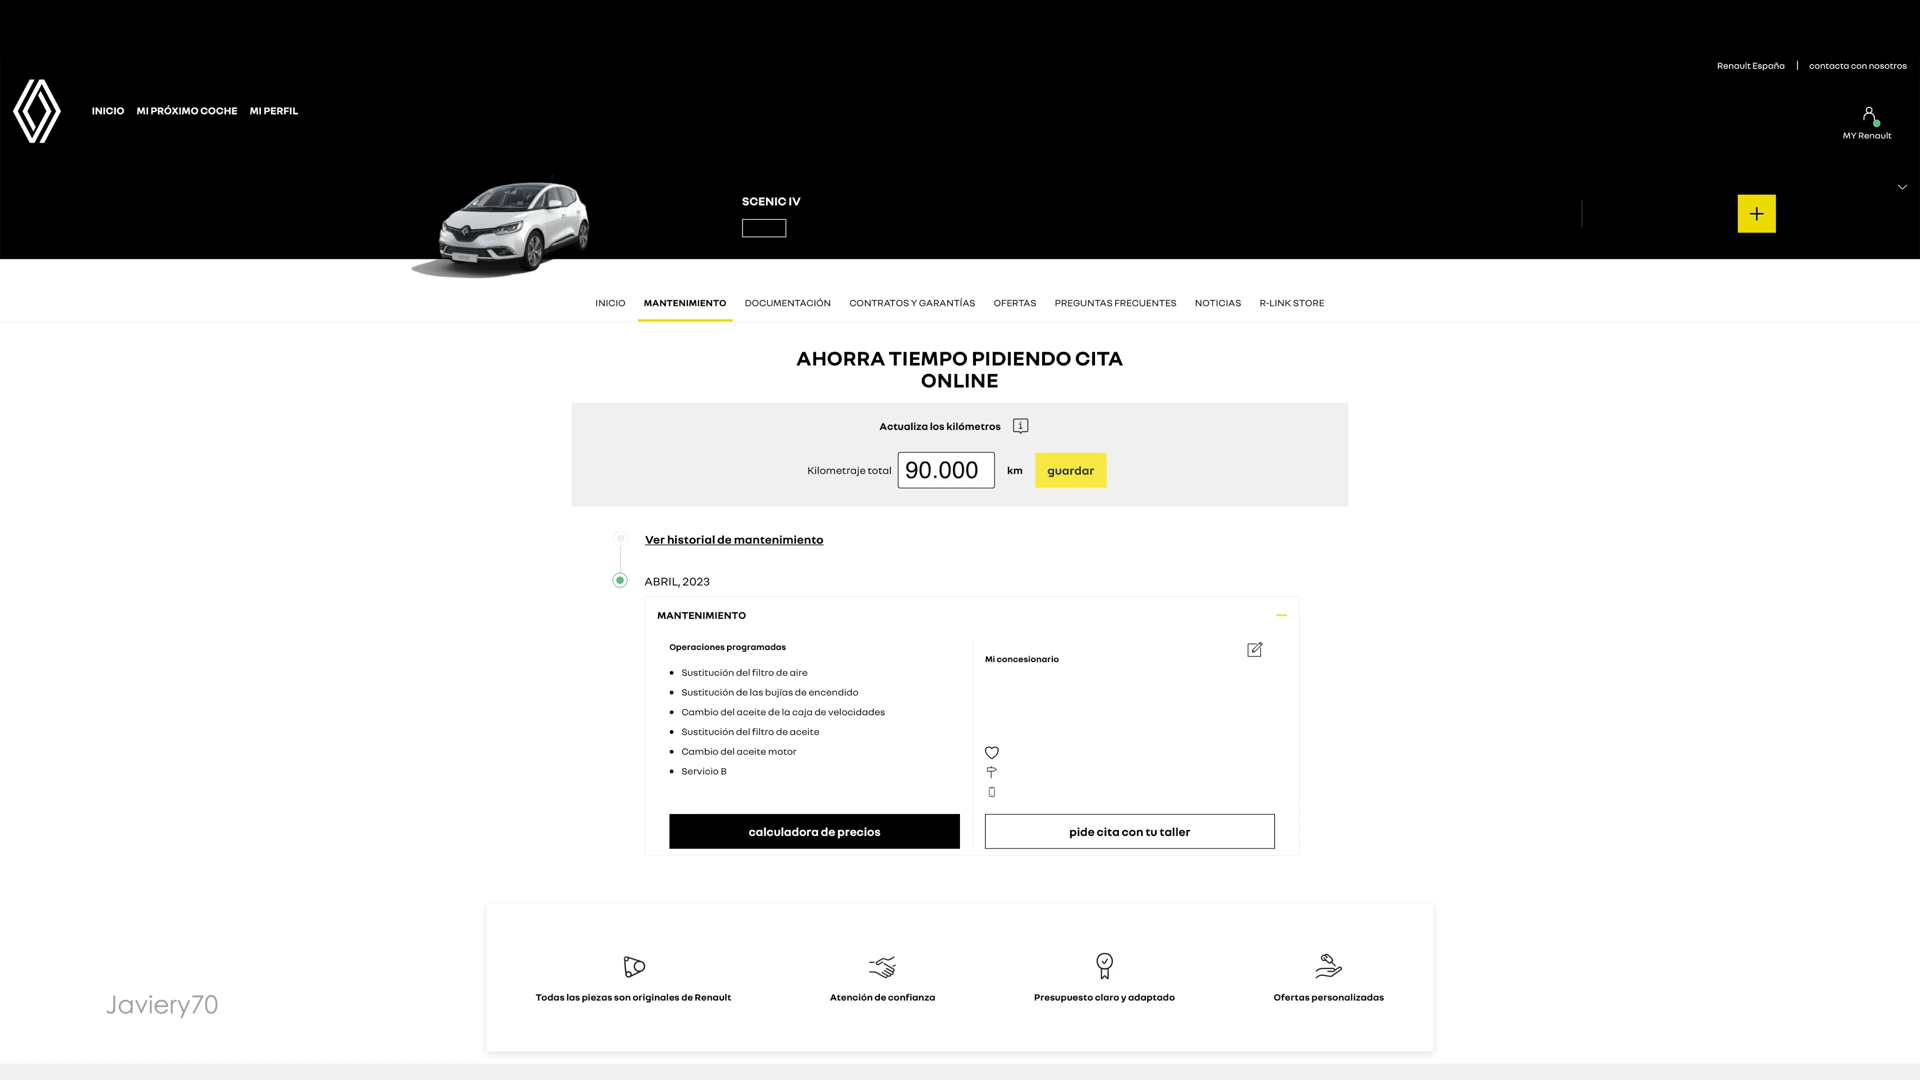 Renault España
contacta con nosotros
INICIO
MI PRÓXIMO COCHE
MI PERFIL
MY Renault
SCENIC IV
INICIO
MANTENIMIENTO
DOCUMENTACIÓN
CONTRATOS Y GARANTÍAS
OFERTAS
PREGUNTAS FRECUENTES
NOTICIAS
R-LINK STORE
AHORRA TIEMPO PIDIENDO CITA
ONLINE
Actualiza los kilómetros
Kilometraje total
90.000
km
guardar
Ver historial de mantenimiento
ABRIL, 2023
MANTENIMIENTO
Operaciones programadas
Sustitución del filtro de aire
Sustitución de las bujías de encendido
Cambio del aceite de la caja de velocidades
Sustitución del filtro de aceite
Cambio del aceite motor
Servicio B
calculadora de precios
Mi concesionario
pide cita con tu taller
Todas las piezas son originales de Renault
Atención de confianza
Presupuesto claro y adaptado
Ofertas personalizadas
Javiery70